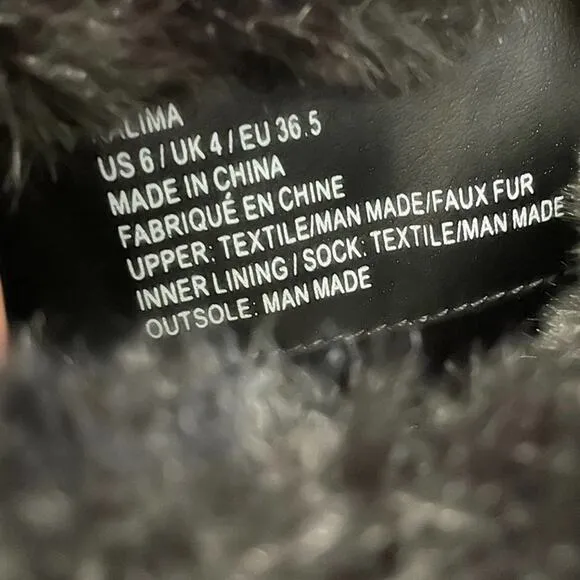 KALIMA
US 6 / UK 4 / EU 36.5
MADE IN CHINA
FABRIQUÉ EN CHINE
UPPER: TEXTILE/MAN MADE/FAUX FUR
INNER LINING / SOCK: TEXTILE/MAN MADE
OUTSOLE: MAN MADE